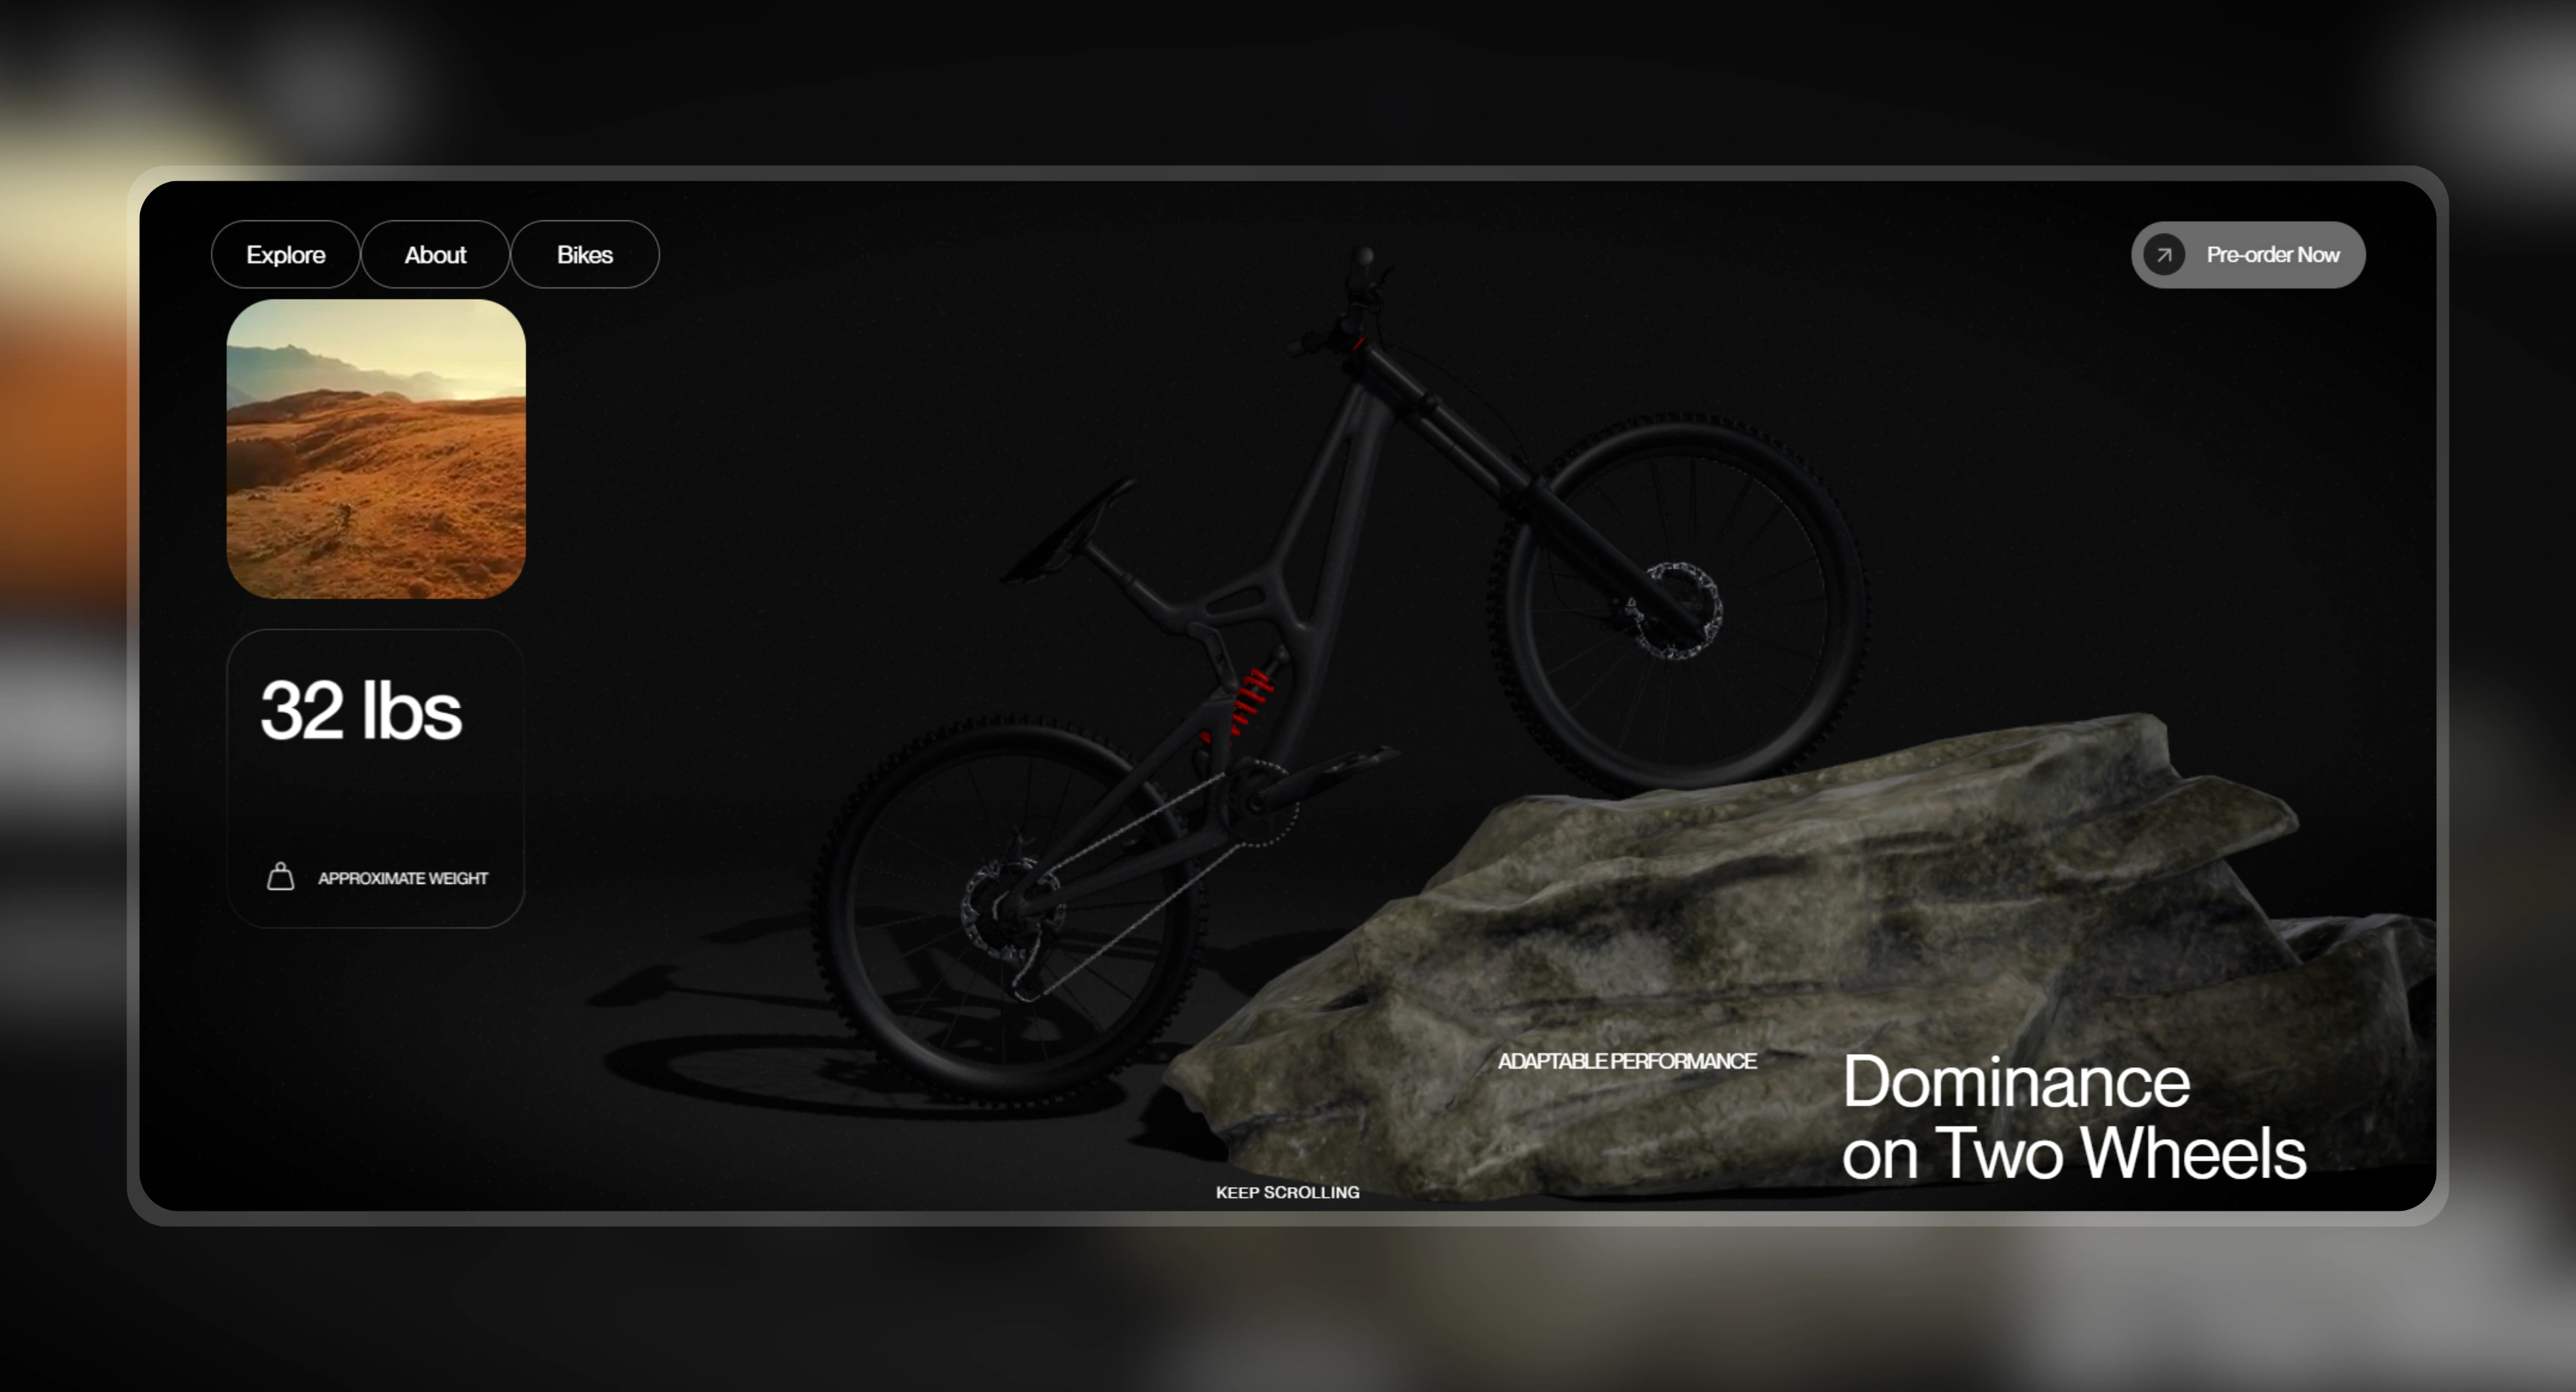 Explore
About
Bikes
Pre-order Now
32 lbs
APPROXIMATE WEIGHT
ADAPTABLE PERFORMANCE
Dominance
on Two Wheels
KEEP SCROLLING